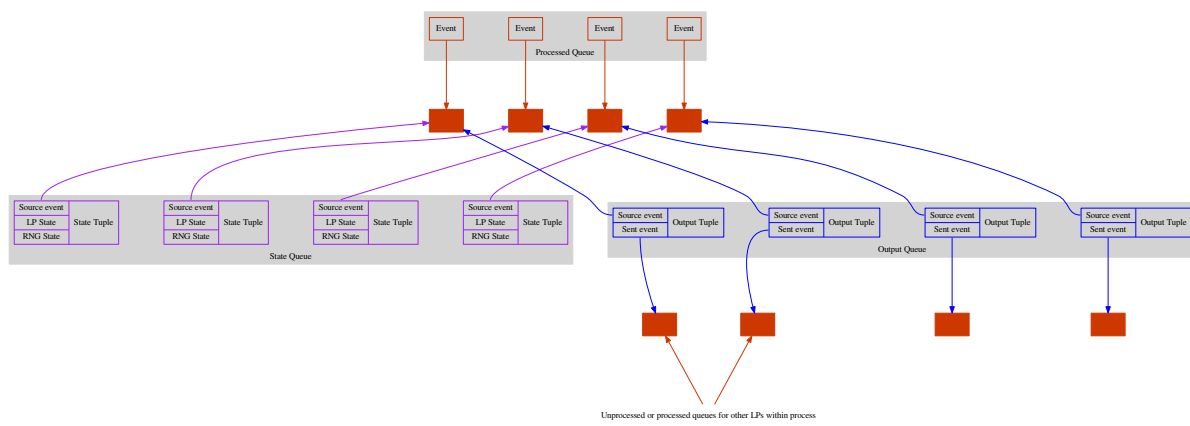 Event
Event
Event
Event
Processed Queue
Source event
LP State
RNG State
State Tuple
Source event
LP State
RNG State
State Tuple
Source event
LP State
RNG State
State Tuple
Source event
LP State
RNG State
State Tuple
State Queue
Source event
Sent event
Output Tuple
Source event
Sent event
Output Tuple
Source event
Sent event
Output Tuple
Source event
Sent event
Output Tuple
Output Queue
Unprocessed or processed queues for other LPs within process